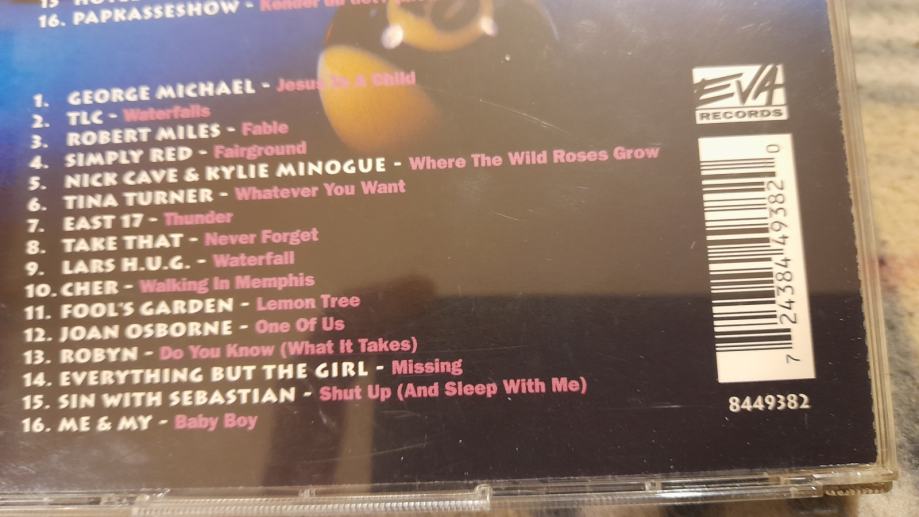 16. PAPKASSESHOW -
1. GEORGE MICHAEL - Jesus To A Child
2. TLC - Waterfalls
3. ROBERT MILES - Fable
4. SIMPLY RED - Fairground
5. NICK CAVE & KYLIE MINOGUE - Where The Wild Roses Grow
6. TINA TURNER - Whatever You Want
7. EAST 17 - Thunder
8. TAKE THAT - Never Forget
9. LARS H.U.G. - Waterfall
10. CHER - Walking In Memphis
11. FOOL'S GARDEN - Lemon Tree
12. JOAN OSBORNE - One Of Us
13. ROBYN - Do You Know (What It Takes)
14. EVERYTHING BUT THE GIRL - Missing
15. SIN WITH SEBASTIAN - Shut Up (And Sleep With Me)
16. ME & MY - Baby Boy
EVA
RECORDS
7 24384 49382 0
8449382